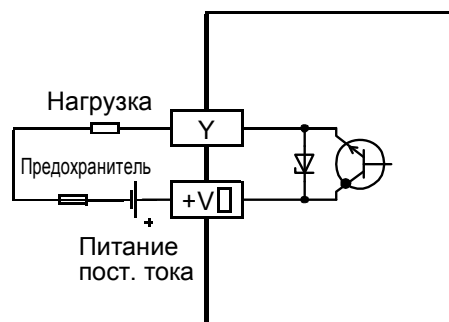 Нагрузка
Y
Предохранитель
+V▯
+
Питание
пост. тока